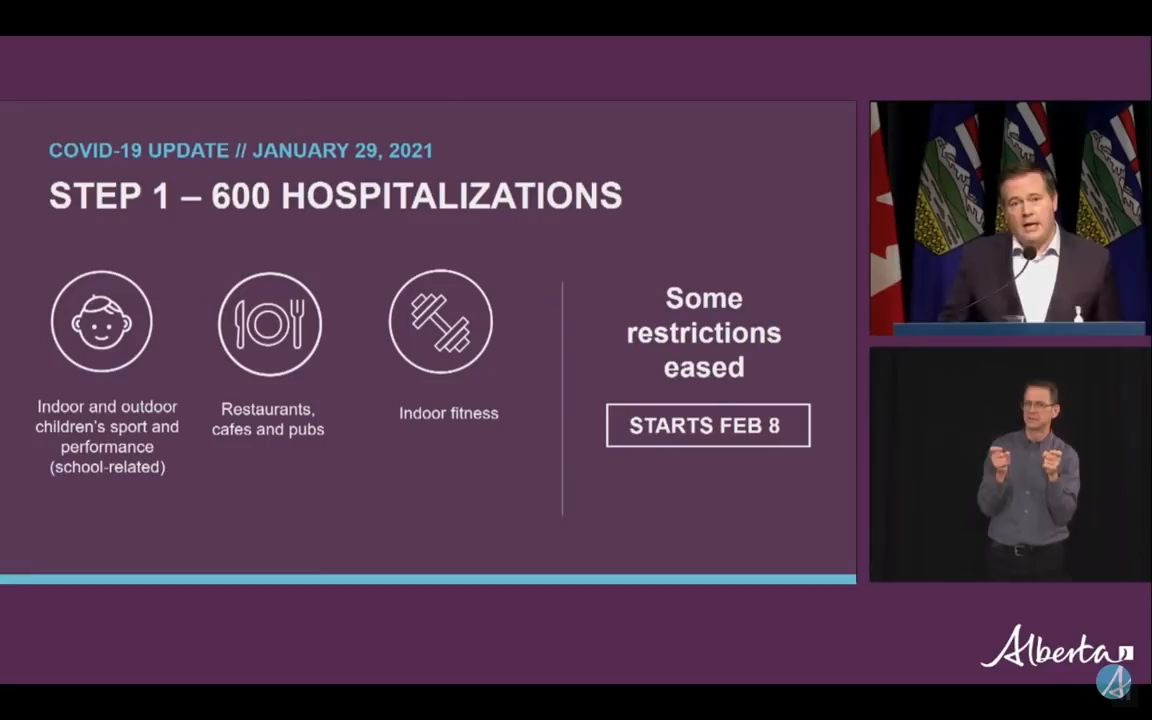 COVID-19 UPDATE // JANUARY 29, 2021
STEP 1 – 600 HOSPITALIZATIONS
Indoor and outdoor
children's sport and
performance
(school-related)
Restaurants,
cafes and pubs
Indoor fitness
Some
restrictions
eased
STARTS FEB 8
Alberta